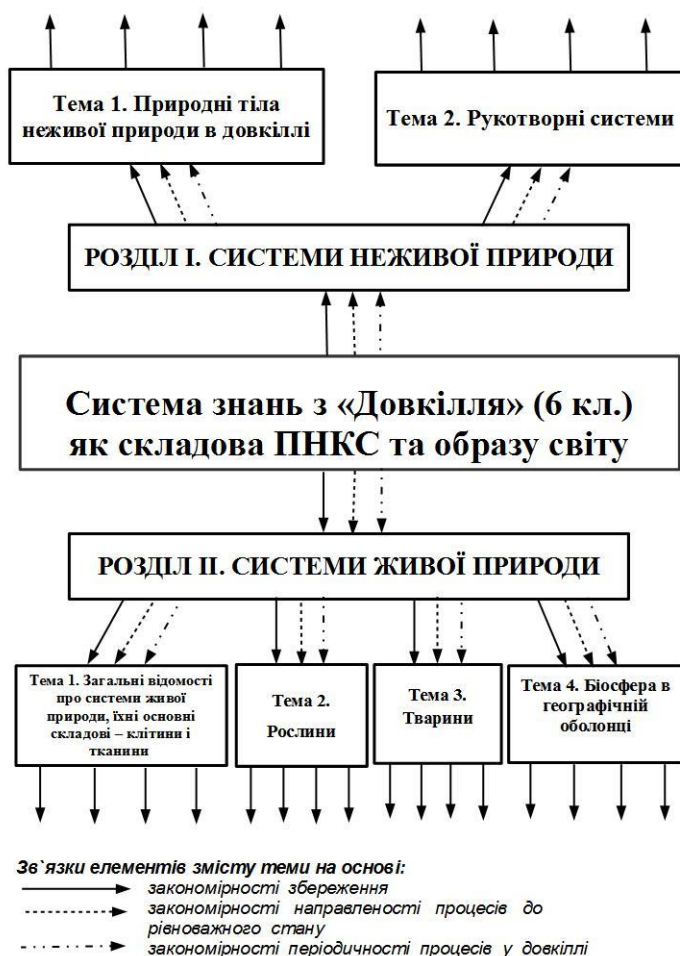 Тема 1. Природні тіла
неживої природи в довкіллі
Тема 2. Рукотворні системи
РОЗДІЛ І. СИСТЕМИ НЕЖИВОЇ ПРИРОДИ
Система знань з «Довкілля» (6 кл.)
як складова ПНКС та образу світу
РОЗДІЛ ІІ. СИСТЕМИ ЖИВОЇ ПРИРОДИ
Тема 1. Загальні відомості
про системи живої
природи, їхні основні
складові – клітини і
тканини
Тема 2.
Рослини
Тема 3.
Тварини
Тема 4. Біосфера в
географічній
оболонці
Зв`язки елементів змісту теми на основі:
закономірності збереження
закономірності направленості процесів до
рівноважного стану
закономірності періодичності процесів у довкіллі